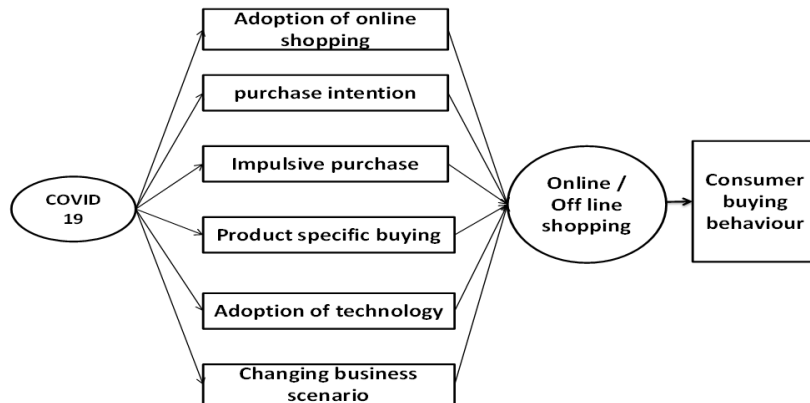 Adoption of online
shopping
purchase intention
Impulsive purchase
COVID
19
Product specific buying
Adoption of technology
Changing business
scenario
Online /
Off line
shopping
Consumer
buying
behaviour